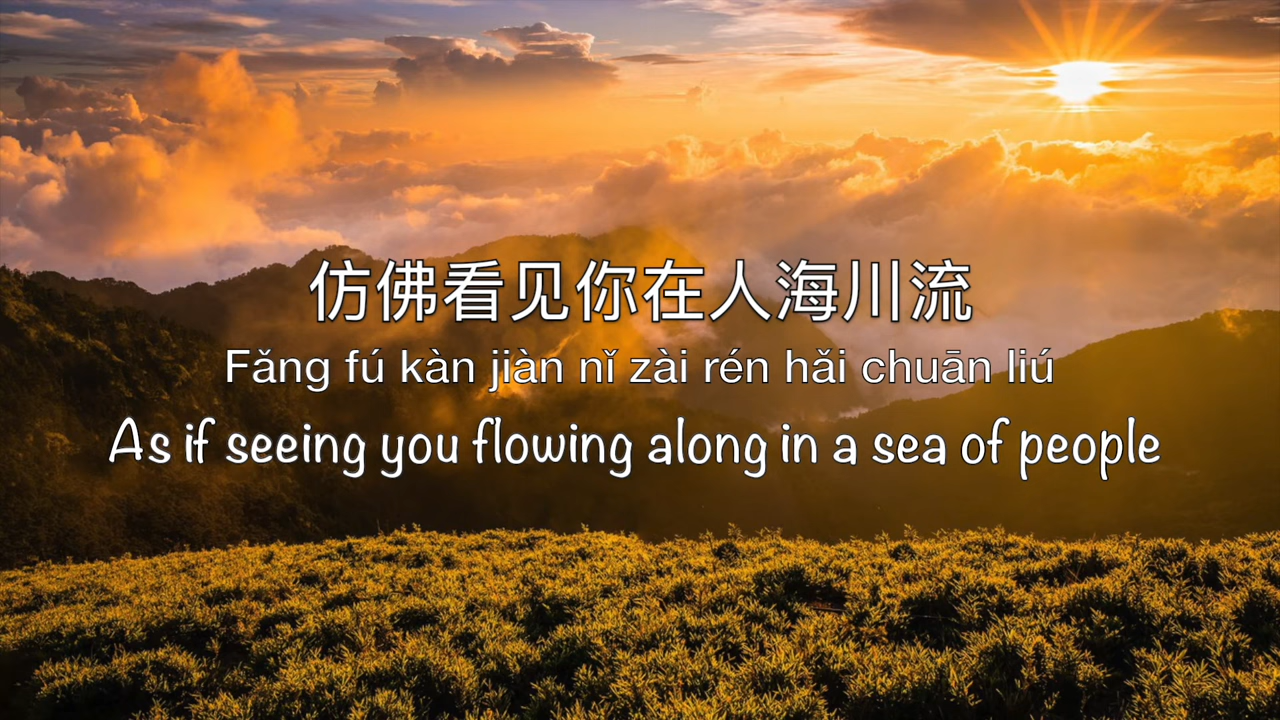 仿佛看见你在人海川流
Fǎng fú kàn jiàn nǐ zài rén hǎi chuān liú
As if seeing you flowing along in a sea of people